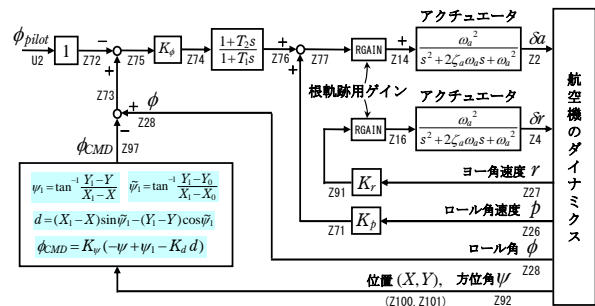 アクチュエータ
ϕpilot
U2
1
−
Z72
Z75
Kϕ
Z74
1+T2s
1+T1s
+
Z76
+
Z77
RGAIN
+
Z14
ωa²
s²+2ζaωas+ωa²
δa
Z2
Z73
+
+
+
ϕ
Z28
−
Z97
ϕCMD
根軌跡用ゲイン
アクチュエータ
RGAIN
Z16
ωa²
s²+2ζaωas+ωa²
δr
Z4
航空機のダイナミクス
ψ1=tan⁻¹ (Y1−Y)/(X1−X)
ψ̃1=tan⁻¹ (Y1−Y0)/(X1−X0)
d=(X1−X)sinψ̃1−(Y1−Y)cosψ̃1
ϕCMD=Kψ(−ψ+ψ1−Kd d)
Z91
Kr
ヨー角速度 r
Z27
Z71
Kp
ロール角速度 p
Z26
ロール角 ϕ
Z28
位置 (X,Y), 方位角 ψ
(Z100, Z101)
Z92